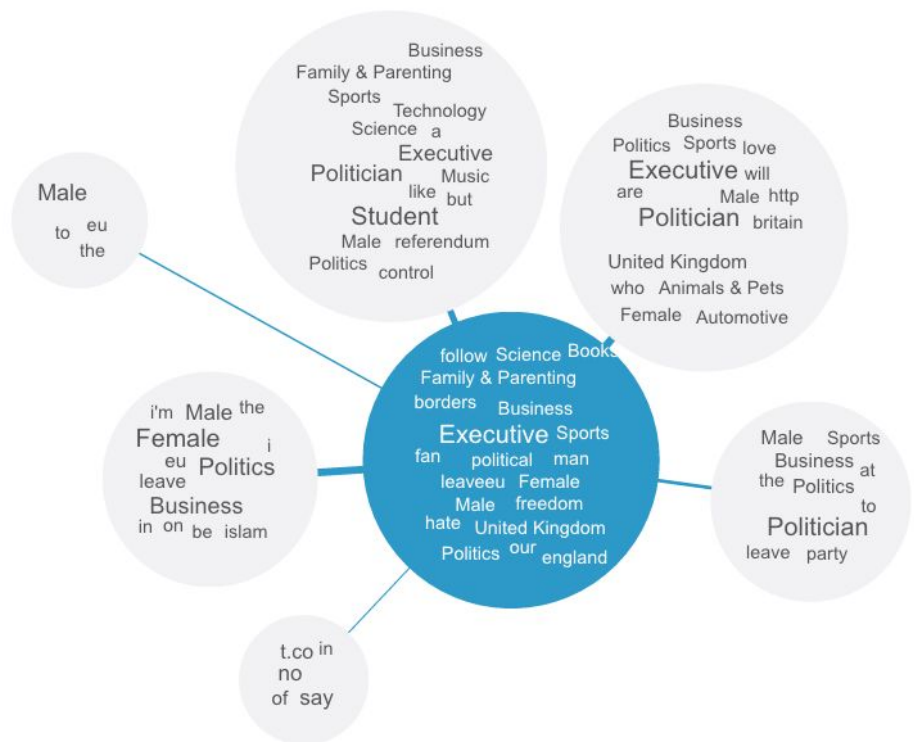 Business
Family & Parenting
Sports
Technology
Science a
Executive
Politician Music
like but
Student
Male referendum
Politics control
Business
Politics Sports love
Executive will
are Male http
Politician britain
United Kingdom
who Animals & Pets
Female Automotive
Male
to eu
the
follow Science Books
Family & Parenting
borders Business
Executive Sports
fan political man
leaveeu Female
Male freedom
hate United Kingdom
Politics our england
i'm Male the
Female i
eu Politics
leave
Business
in on be islam
Male Sports
Business at
the Politics
to
Politician
leave party
t.co in
no
of say